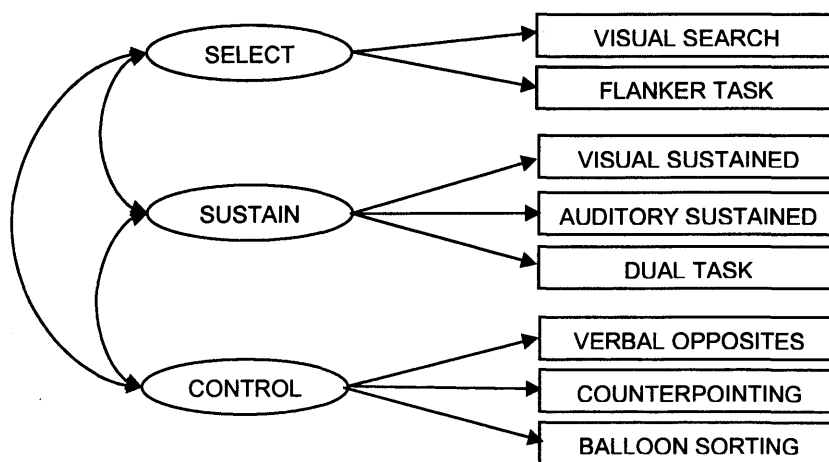 SELECT
VISUAL SEARCH
FLANKER TASK
SUSTAIN
VISUAL SUSTAINED
AUDITORY SUSTAINED
DUAL TASK
CONTROL
VERBAL OPPOSITES
COUNTERPOINTING
BALLOON SORTING